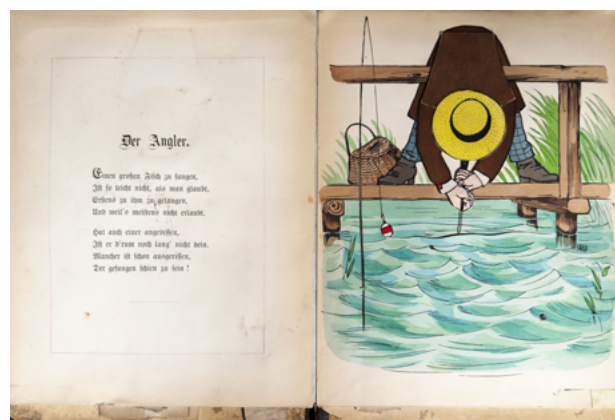 Der Angler.
Einen großen Fisch zu fangen,
Ist so leicht nicht, als man glaubt,
Erstens zu ihm zu gelangen,
Und weil's meistens nicht erlaubt.
Hat auch einer angebissen,
Ist er d'rum noch lang' nicht dein.
Mancher ist schon ausgerissen,
Der gefangen schien zu sein!